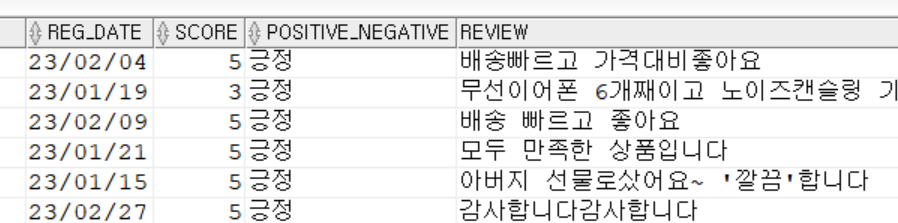 REG_DATE SCORE POSITIVE_NEGATIVE REVIEW
23/02/04 5 긍정 배송빠르고 가격대비좋아요
23/01/19 3 긍정 무선이어폰 6개째이고 노이즈캔슬링 기
23/02/09 5 긍정 배송 빠르고 좋아요
23/01/21 5 긍정 모두 만족한 상품입니다
23/01/15 5 긍정 아버지 선물로샀어요~ '깔끔'합니다
23/02/27 5 긍정 감사합니다감사합니다